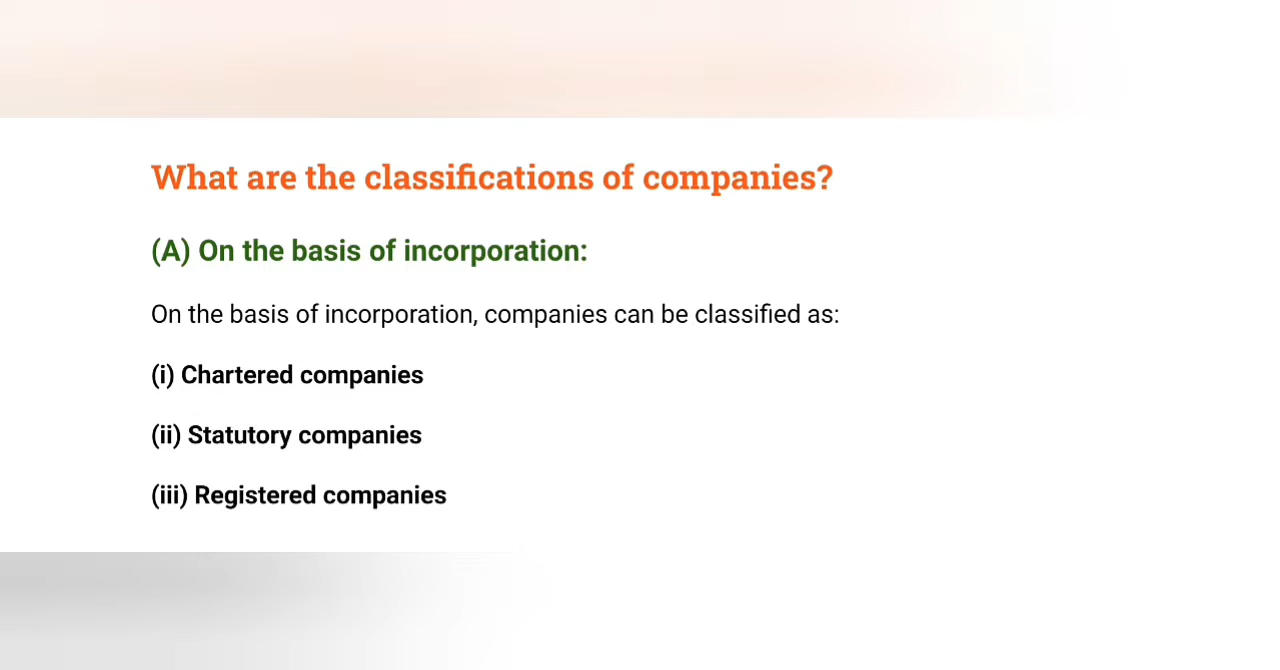 What are the classifications of companies?
(A) On the basis of incorporation:
On the basis of incorporation, companies can be classified as:
(i) Chartered companies
(ii) Statutory companies
(iii) Registered companies